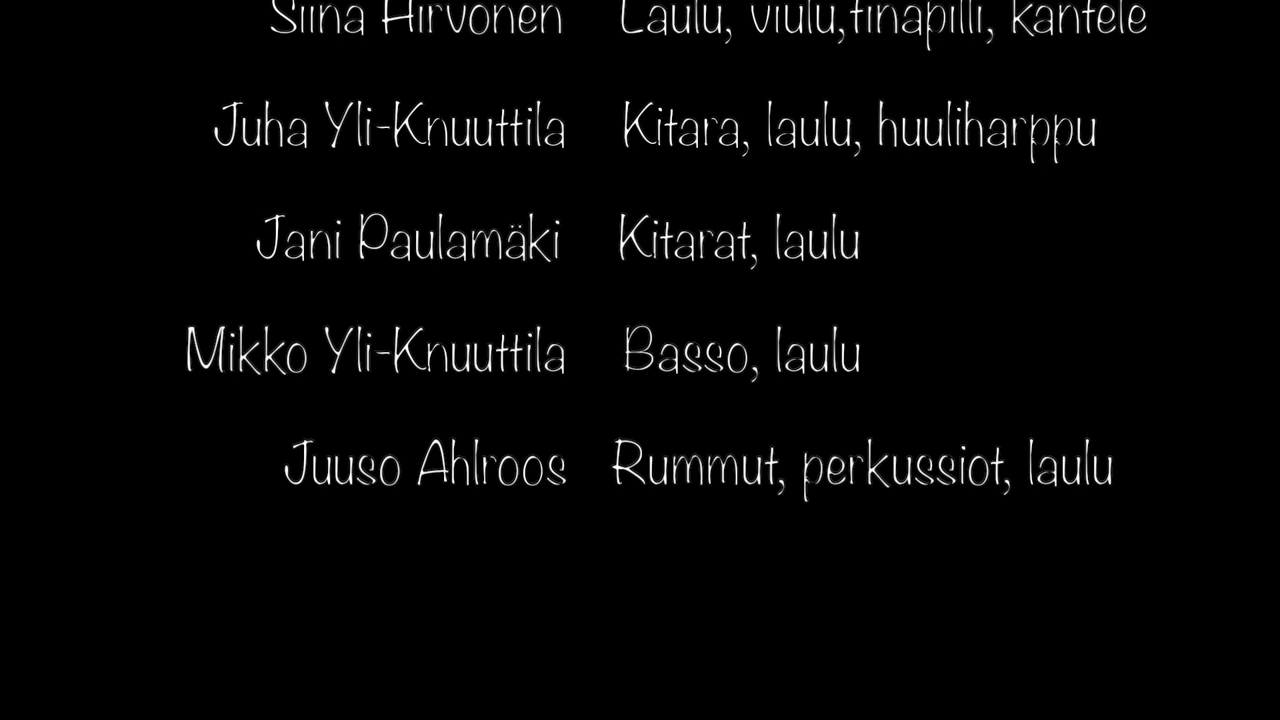 Siina Hirvonen Laulu, viulu,tinapilli, kantele
Juha Yli-Knuuttila Kitara, laulu, huuliharppu
Jani Paulamäki Kitarat, laulu
Mikko Yli-Knuuttila Basso, laulu
Juuso Ahlroos Rummut, perkussiot, laulu